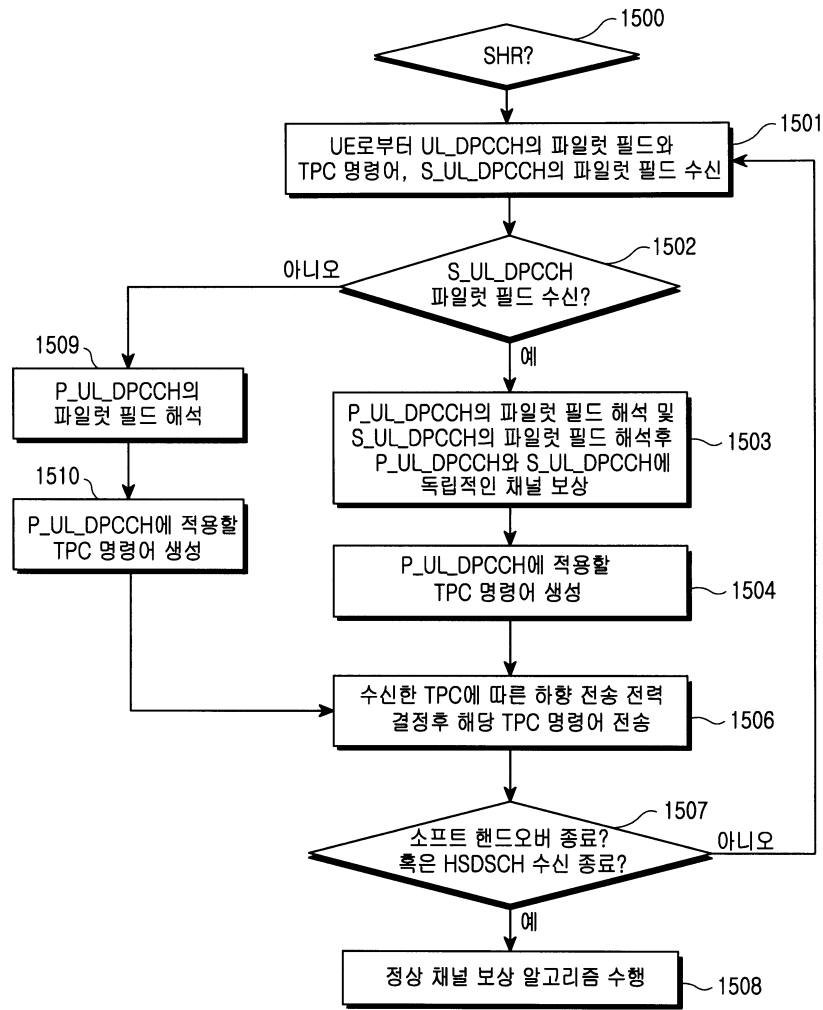 1500
SHR?
1501
UE로부터 UL_DPCCH의 파일럿 필드와
TPC 명령어, S_UL_DPCCH의 파일럿 필드 수신
1502
아니오
S_UL_DPCCH
파일럿 필드 수신?
예
1509
P_UL_DPCCH의
파일럿 필드 해석
P_UL_DPCCH의 파일럿 필드 해석 및
S_UL_DPCCH의 파일럿 필드 해석후
P_UL_DPCCH와 S_UL_DPCCH에
독립적인 채널 보상
1503
1510
P_UL_DPCCH에 적용할
TPC 명령어 생성
P_UL_DPCCH에 적용할
TPC 명령어 생성
1504
수신한 TPC에 따른 하향 전송 전력
결정후 해당 TPC 명령어 전송
1506
1507
소프트 핸드오버 종료?
혹은 HSDSCH 수신 종료?
아니오
예
정상 채널 보상 알고리즘 수행
1508